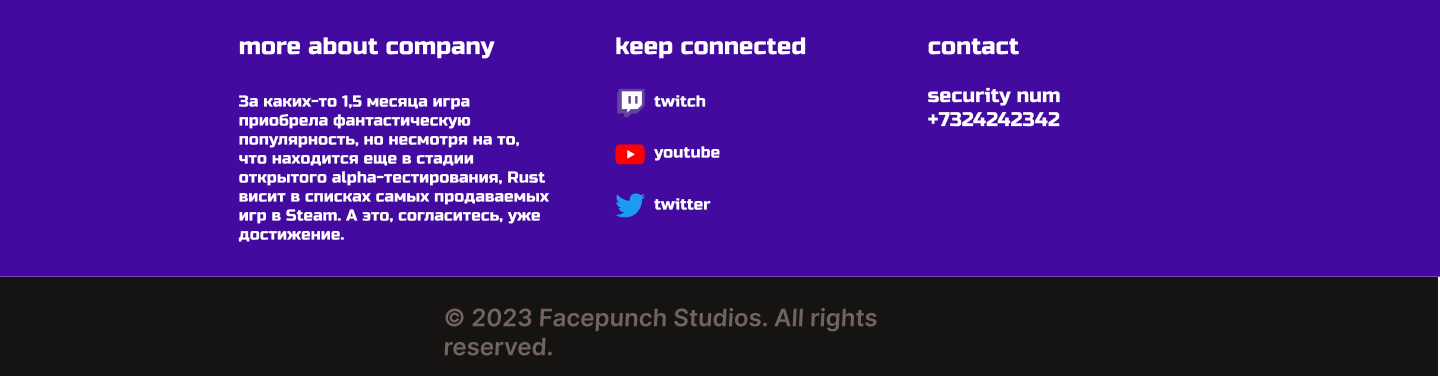 more about company
За каких-то 1,5 месяца игра
приобрела фантастическую
популярность, но несмотря на то,
что находится еще в стадии
открытого alpha-тестирования, Rust
висит в списках самых продаваемых
игр в Steam. А это, согласитесь, уже
достижение.
keep connected
twitch
youtube
twitter
contact
security num
+7324242342
© 2023 Facepunch Studios. All rights
reserved.